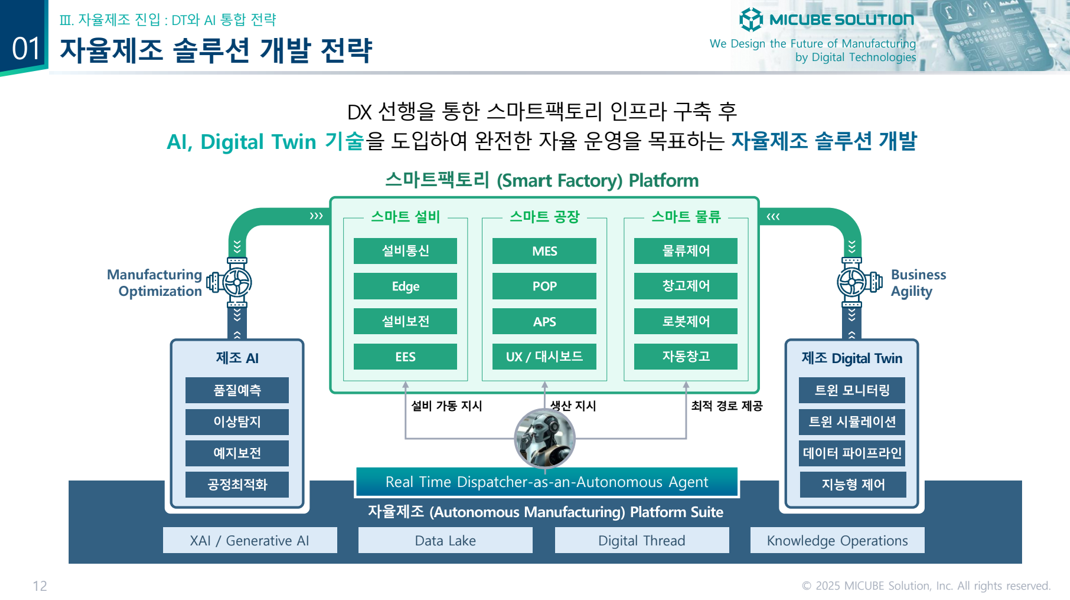 Ⅲ. 자율제조 진입 : DT와 AI 통합 전략
01
자율제조 솔루션 개발 전략
MICUBE SOLUTION
We Design the Future of Manufacturing
by Digital Technologies
DX 선행을 통한 스마트팩토리 인프라 구축 후
AI, Digital Twin 기술을 도입하여 완전한 자율 운영을 목표하는 자율제조 솔루션 개발
스마트팩토리 (Smart Factory) Platform
스마트 설비
설비통신
Edge
설비보전
EES
스마트 공장
MES
POP
APS
UX / 대시보드
스마트 물류
물류제어
창고제어
로봇제어
자동창고
Manufacturing
Optimization
Business
Agility
제조 AI
품질예측
이상탐지
예지보전
공정최적화
설비 가동 지시
생산 지시
최적 경로 제공
제조 Digital Twin
트윈 모니터링
트윈 시뮬레이션
데이터 파이프라인
지능형 제어
Real Time Dispatcher-as-an-Autonomous Agent
자율제조 (Autonomous Manufacturing) Platform Suite
XAI / Generative AI
Data Lake
Digital Thread
Knowledge Operations
12
© 2025 MICUBE Solution, Inc. All rights reserved.